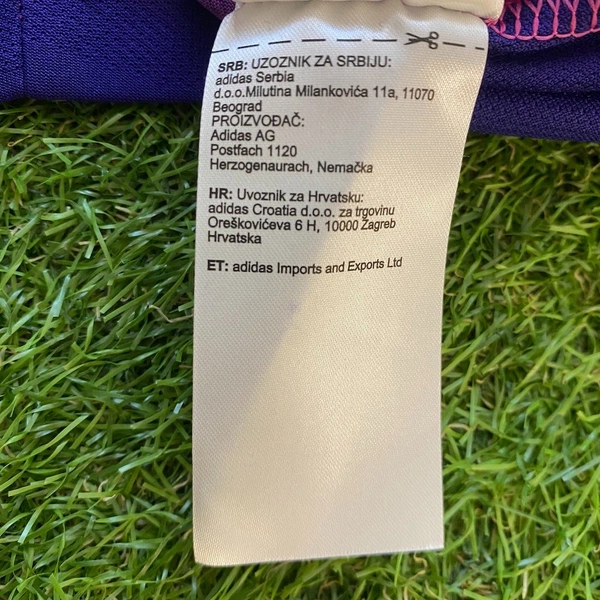 SRB: UZOZNIK ZA SRBIJU:
adidas Serbia
d.o.o.Milutina Milankovića 11a, 11070
Beograd
PROIZVOĐAČ:
Adidas AG
Postfach 1120
Herzogenaurach, Nemačka
HR: Uvoznik za Hrvatsku:
adidas Croatia d.o.o. za trgovinu
Oreškovićeva 6 H, 10000 Zagreb
Hrvatska
ET: adidas Imports and Exports Ltd